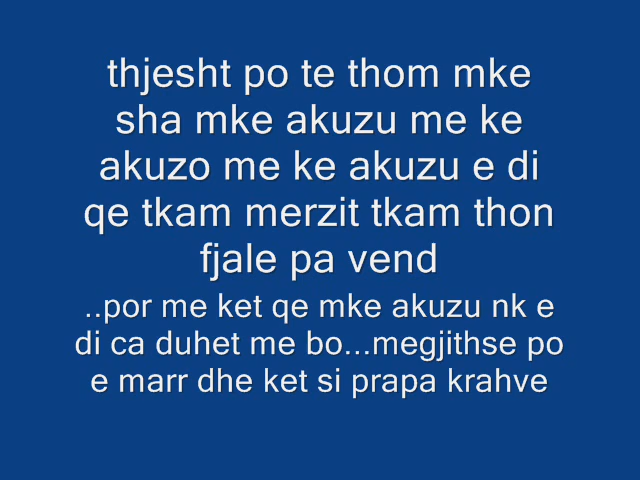 thjesht po te thom mke
sha mke akuzu me ke
akuzo me ke akuzu e di
qe tkam merzit tkam thon
fjale pa vend
..por me ket qe mke akuzu nk e
di ca duhet me bo...megjithse po
e marr dhe ket si prapa krahve